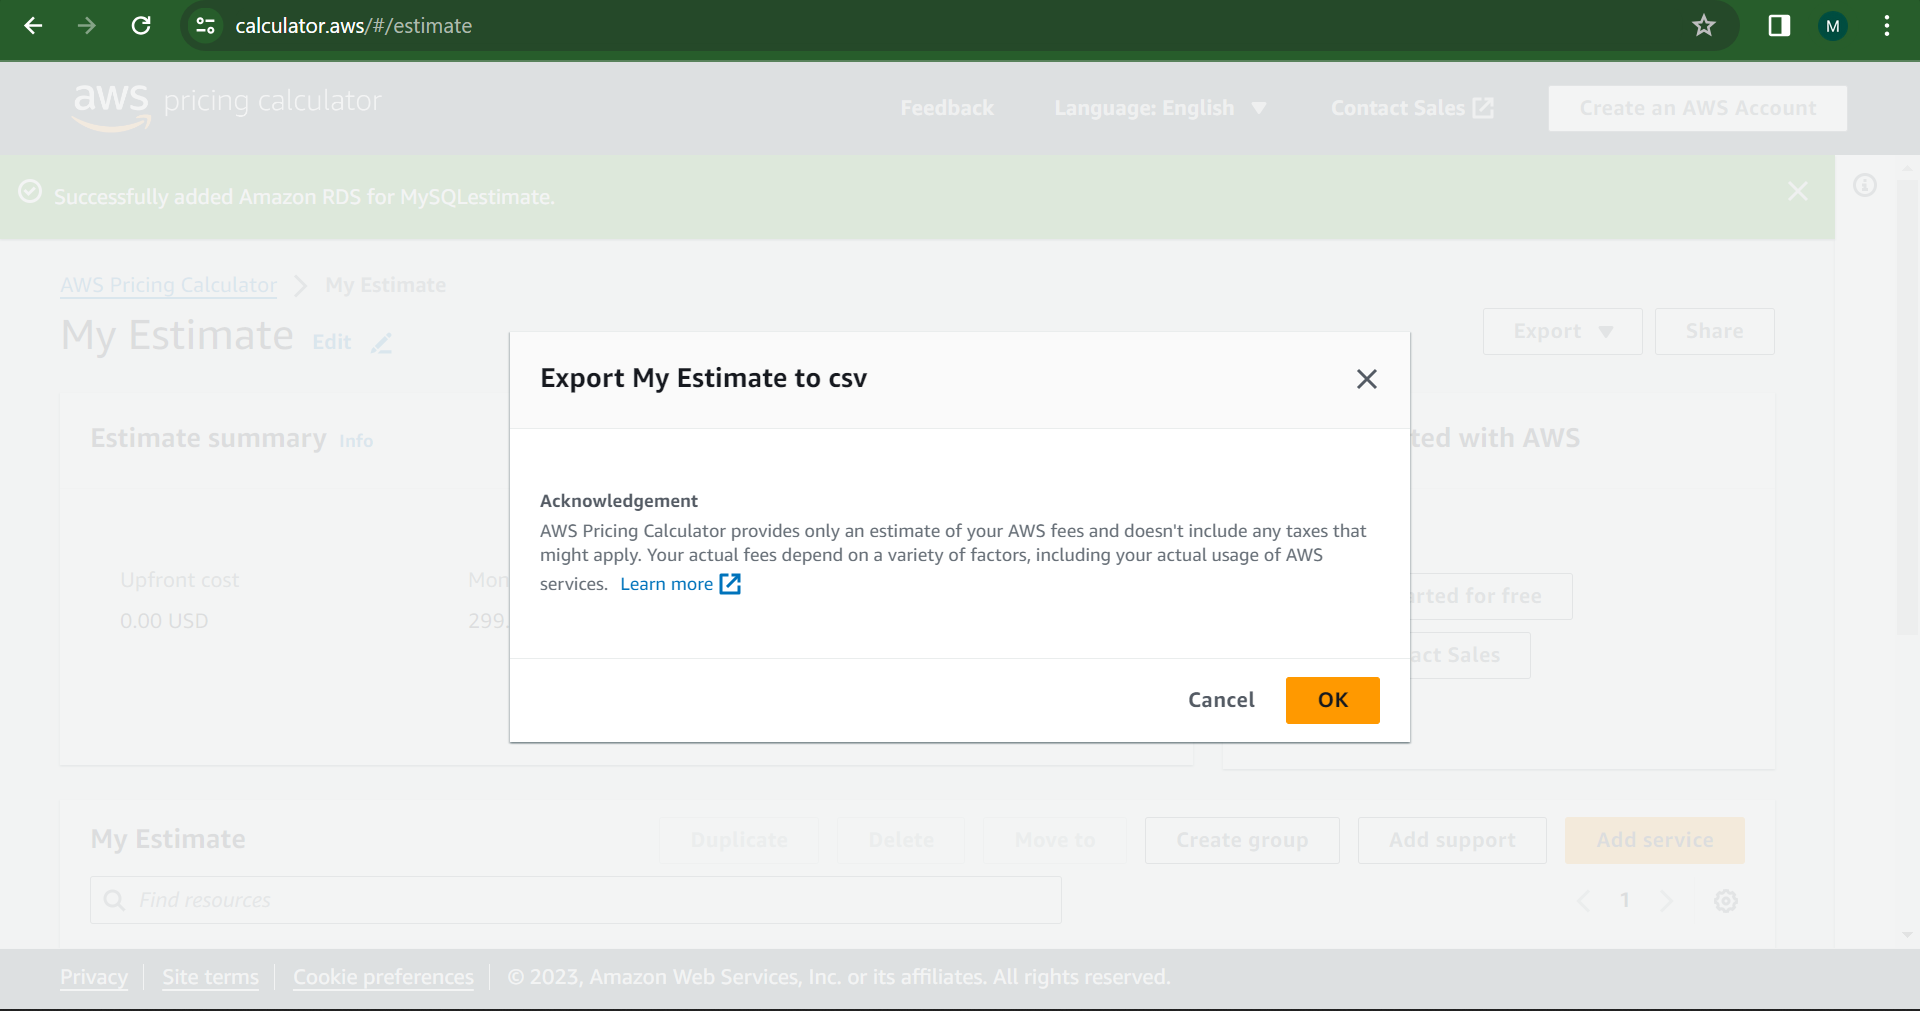 calculator.aws/#/estimate
M
aws pricing calculator
Feedback
Language: English
Contact Sales
Create an AWS Account
Successfully added Amazon RDS for MySQLestimate.
AWS Pricing Calculator
My Estimate
My Estimate
Edit
Export
Share
Export My Estimate to csv
Estimate summary
Info
ted with AWS
Acknowledgement
AWS Pricing Calculator provides only an estimate of your AWS fees and doesn't include any taxes that
might apply. Your actual fees depend on a variety of factors, including your actual usage of AWS
services. Learn more
Upfront cost
Mon
0.00 USD
299.
arted for free
act Sales
Cancel
OK
My Estimate
Duplicate
Delete
Move to
Create group
Add support
Add service
Find resources
1
Privacy
Site terms
Cookie preferences
© 2023, Amazon Web Services, Inc. or its affiliates. All rights reserved.